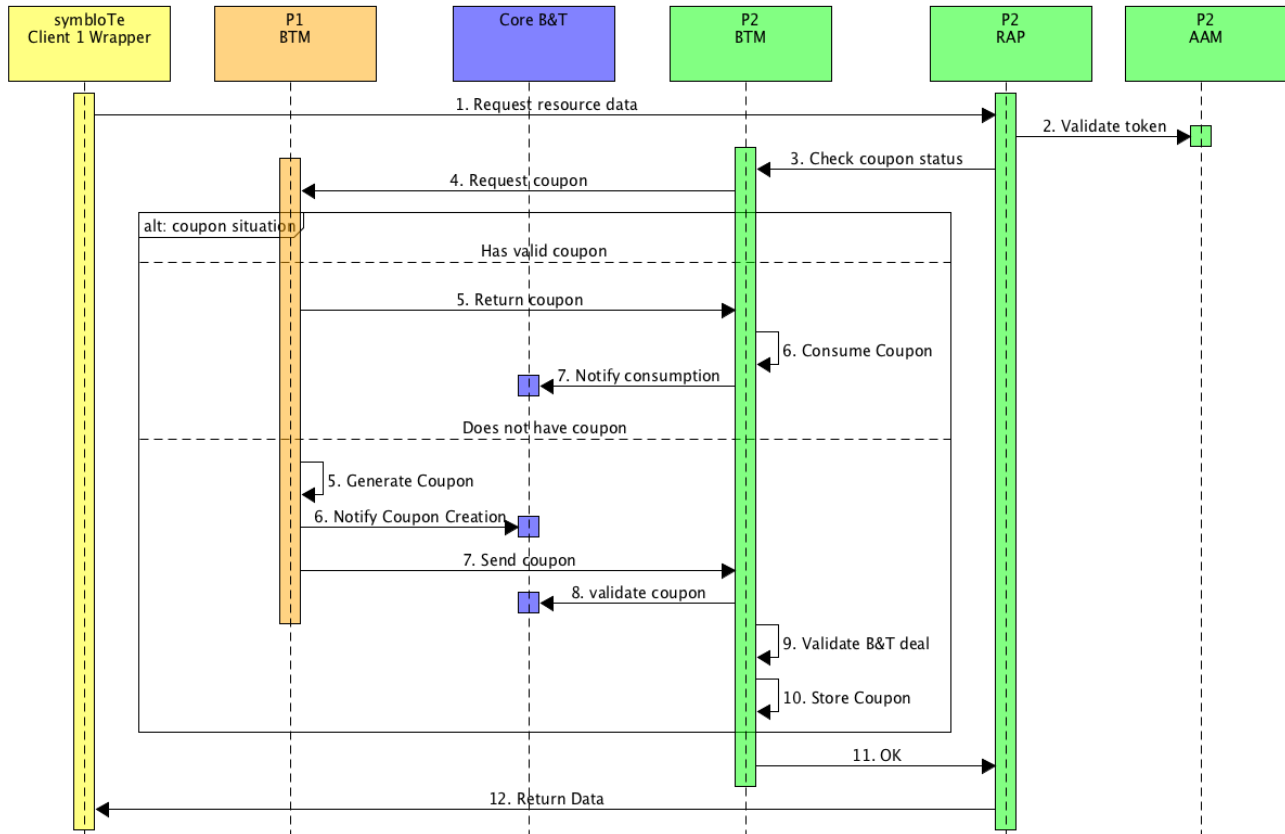 symbIoTe
Client 1 Wrapper
P1
BTM
Core B&T
P2
BTM
P2
RAP
P2
AAM
1. Request resource data
2. Validate token
3. Check coupon status
4. Request coupon
alt: coupon situation
Has valid coupon
5. Return coupon
6. Consume Coupon
7. Notify consumption
Does not have coupon
5. Generate Coupon
6. Notify Coupon Creation
7. Send coupon
8. validate coupon
9. Validate B&T deal
10. Store Coupon
11. OK
12. Return Data